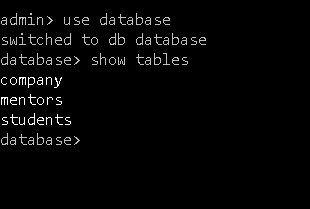 admin> use database
switched to db database
database> show tables
company
mentors
students
database>